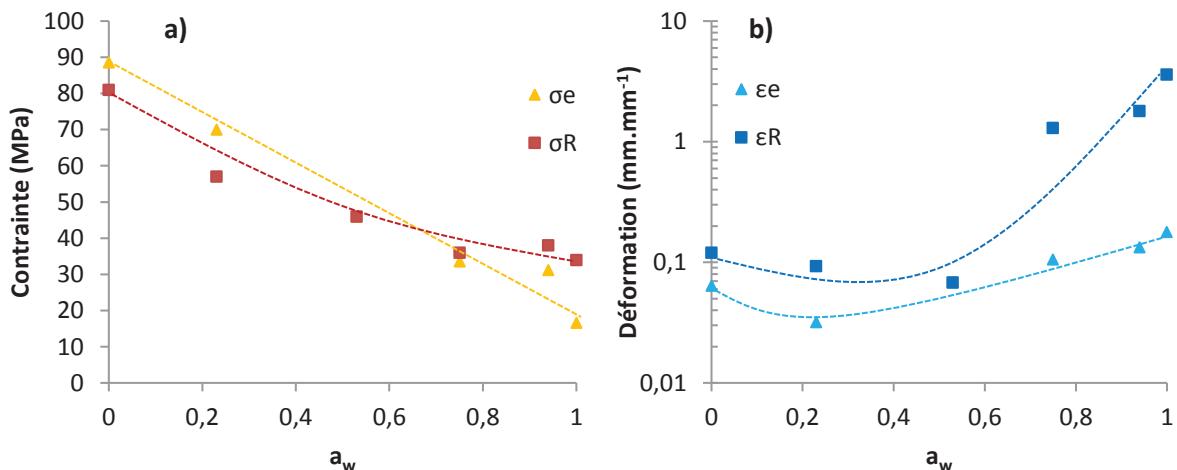 a)
Contrainte (MPa)
100
90
80
70
60
50
40
30
20
10
0
0 0,2 0,4 0,6 0,8 1
a_w
σe
σR
b)
Déformation (mm.mm⁻¹)
10
1
0,1
0,01
0 0,2 0,4 0,6 0,8 1
a_w
εe
εR